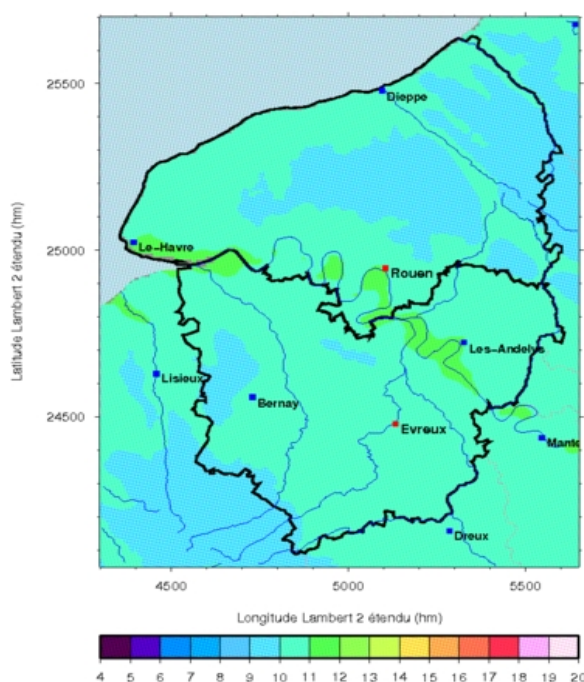 25500
Dieppe
25000
Le-Havre
Rouen
Latitude Lambert 2 étendu (hm)
Les-Andelys
Lisieux
Bernay
24500
Evreux
Mante
Dreux
4500 5000 5500
Longitude Lambert 2 étendu (hm)
4 5 6 7 8 9 10 11 12 13 14 15 16 17 18 19 20